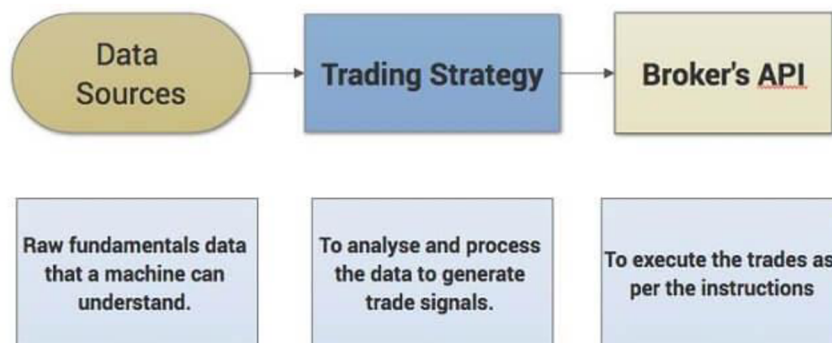 Data
Sources
Trading Strategy
Broker's API
Raw fundamentals data
that a machine can
understand.
To analyse and process
the data to generate
trade signals.
To execute the trades as
per the instructions